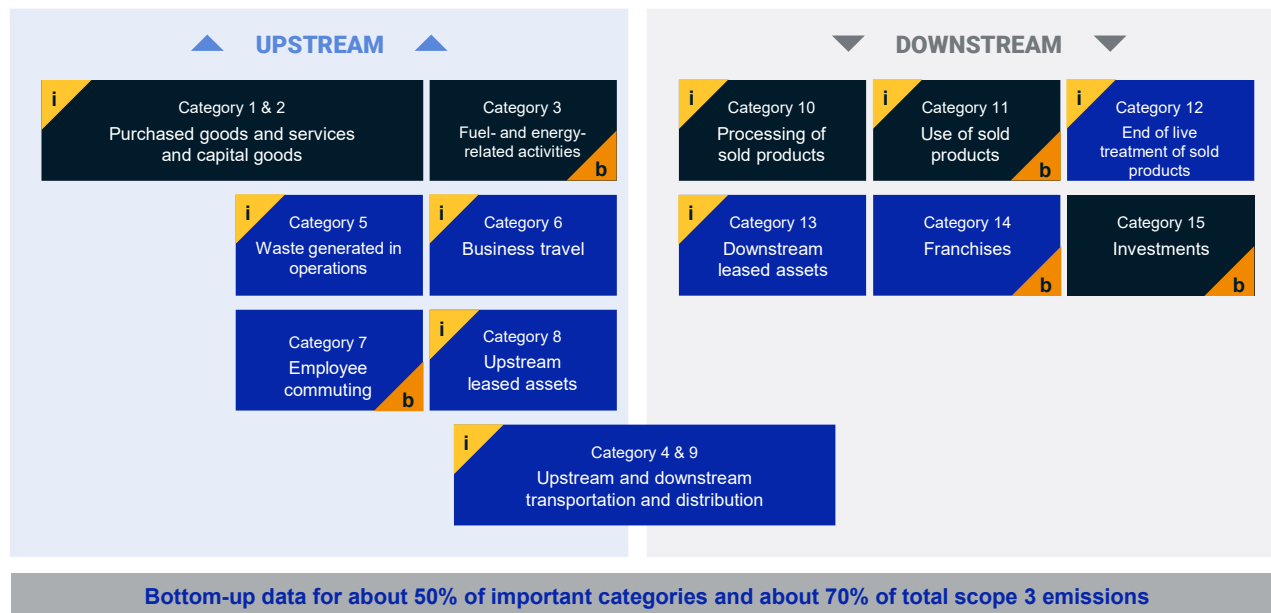 UPSTREAM
i
Category 1 & 2
Purchased goods and services
and capital goods
Category 3
Fuel- and energy-
related activities
b
i
Category 5
Waste generated in
operations
i
Category 6
Business travel
Category 7
Employee
commuting
b
i
Category 8
Upstream
leased assets
DOWNSTREAM
i
Category 10
Processing of
sold products
i
Category 11
Use of sold
products
b
i
Category 12
End of live
treatment of sold
products
i
Category 13
Downstream
leased assets
Category 14
Franchises
b
Category 15
Investments
b
i
Category 4 & 9
Upstream and downstream
transportation and distribution
Bottom-up data for about 50% of important categories and about 70% of total scope 3 emissions